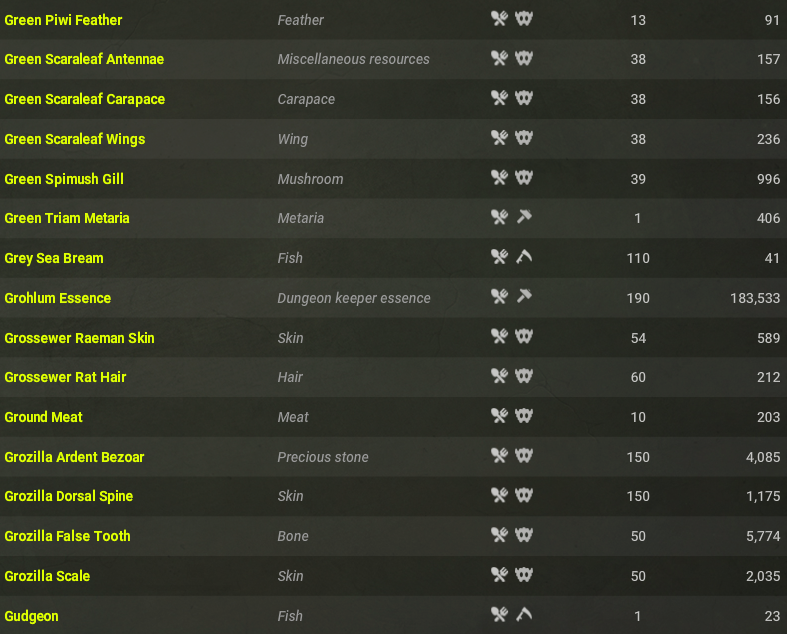 Green Piwi Feather Feather 13 91
Green Scaraleaf Antennae Miscellaneous resources 38 157
Green Scaraleaf Carapace Carapace 38 156
Green Scaraleaf Wings Wing 38 236
Green Spimush Gill Mushroom 39 996
Green Triam Metaria Metaria 1 406
Grey Sea Bream Fish 110 41
Grohlum Essence Dungeon keeper essence 190 183,533
Grossewer Raeman Skin Skin 54 589
Grossewer Rat Hair Hair 60 212
Ground Meat Meat 10 203
Grozilla Ardent Bezoar Precious stone 150 4,085
Grozilla Dorsal Spine Skin 150 1,175
Grozilla False Tooth Bone 50 5,774
Grozilla Scale Skin 50 2,035
Gudgeon Fish 1 23